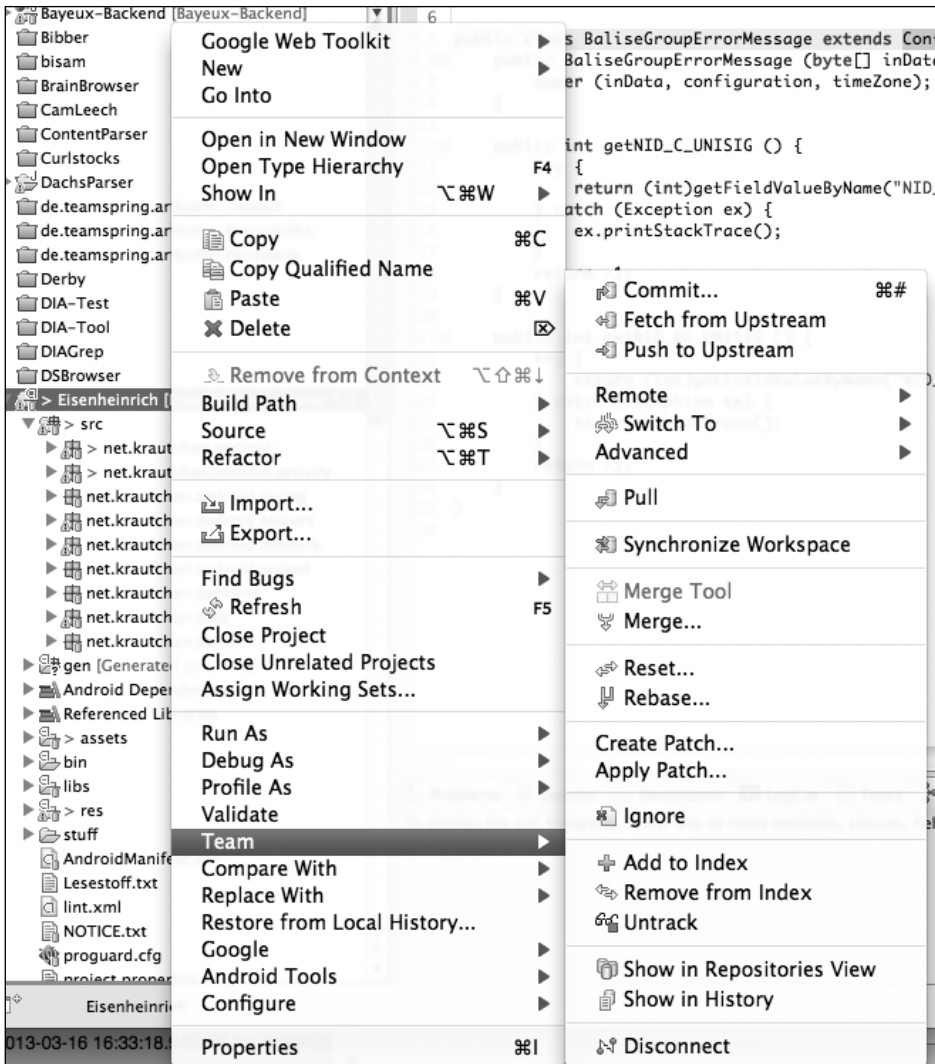 Bayeux-Backend [Bayeux-Backend]
Bibber
bisam
BrainBrowser
CamLeech
ContentParser
Curlstocks
DachsParser
de.teamspring.ar
de.teamspring.ar
de.teamspring.ar
Derby
DIA-Test
DIA-Tool
DIAGrep
DSBrowser
> Eisenheinrich [
> src
> net.kraut
> net.kraut
net.krautch
net.krautch
net.krautch
net.krautch
net.krautch
net.krautch
net.krautch
gen [Generate
Android Deper
Referenced Lib
> assets
bin
libs
> res
stuff
AndroidManife
Lesestoff.txt
lint.xml
NOTICE.txt
proguard.cfg
project.proper
Eisenheinri
013-03-16 16:33:18.
Google Web Toolkit
New
Go Into
Open in New Window
Open Type Hierarchy F4
Show In ⌥⌘W
Copy ⌘C
Copy Qualified Name
Paste ⌘V
Delete ⌦
Remove from Context ⌥⇧⌘↓
Build Path
Source ⌥⌘S
Refactor ⌥⌘T
Import...
Export...
Find Bugs
Refresh F5
Close Project
Close Unrelated Projects
Assign Working Sets...
Run As
Debug As
Profile As
Validate
Team
Compare With
Replace With
Restore from Local History...
Google
Android Tools
Configure
Properties ⌘I
6
public s BaliseGroupErrorMessage extends Con
BaliseGroupErrorMessage (byte[] inData
er (inData, configuration, timeZone);
public int getNID_C_UNISIG () {
{
return (int)getFieldValueByName("NID_
atch (Exception ex) {
ex.printStackTrace();
Commit... ⌘#
Fetch from Upstream
Push to Upstream
Remote
Switch To
Advanced
Pull
Synchronize Workspace
Merge Tool
Merge...
Reset...
Rebase...
Create Patch...
Apply Patch...
Ignore
Add to Index
Remove from Index
Untrack
Show in Repositories View
Show in History
Disconnect